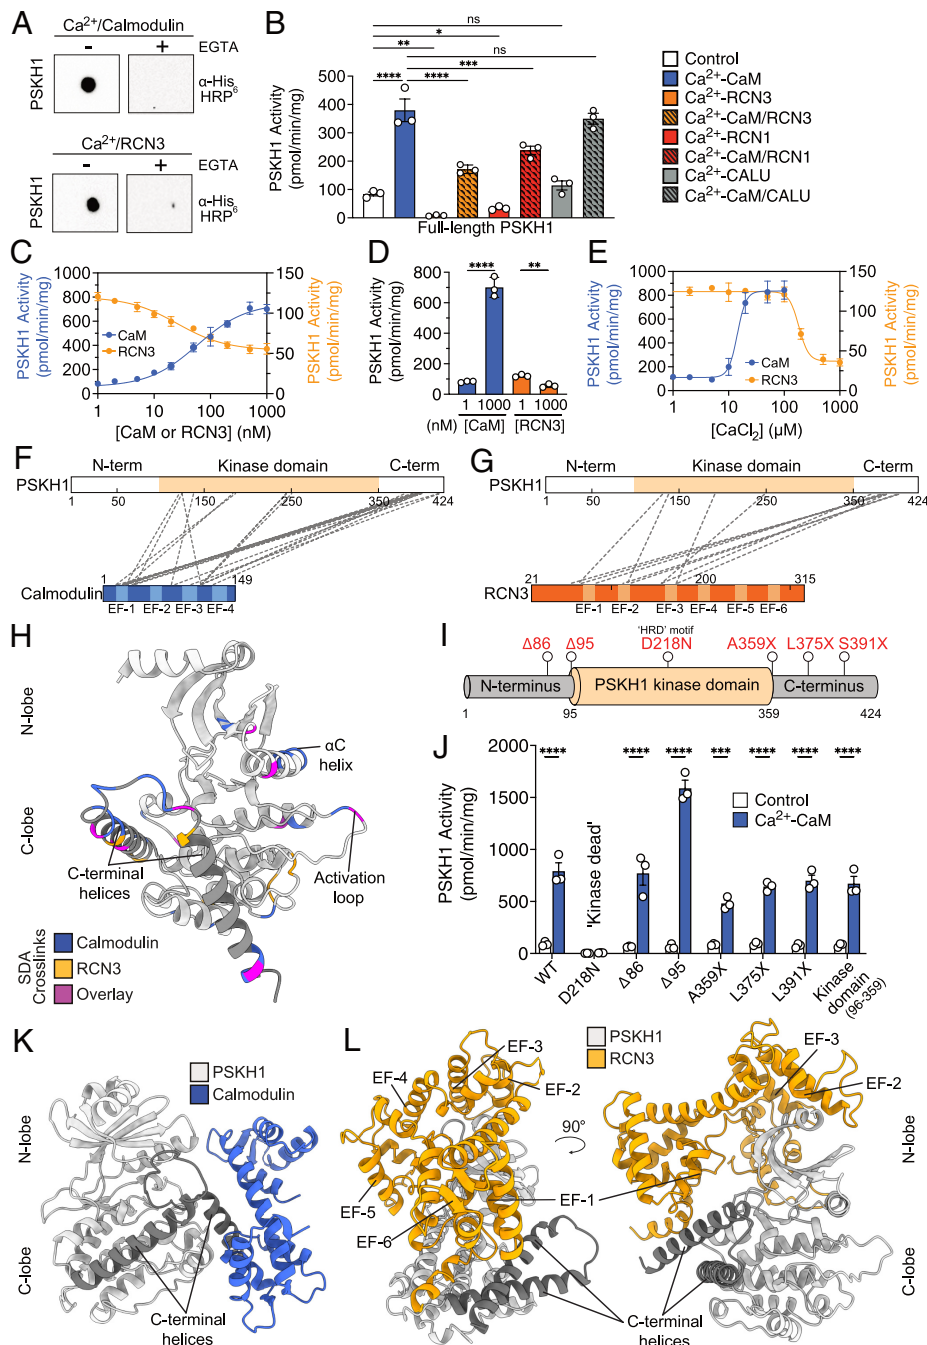 A
Ca²⁺/Calmodulin
- + EGTA
PSKH1
α-His
HRP⁶
Ca²⁺/RCN3
- + EGTA
PSKH1
α-His
HRP⁶
B
ns
*
**
ns
***
**** ****
PSKH1 Activity
(pmol/min/mg)
400
300
200
100
0
Full-length PSKH1
Control
Ca²⁺-CaM
Ca²⁺-RCN3
Ca²⁺-CaM/RCN3
Ca²⁺-RCN1
Ca²⁺-CaM/RCN1
Ca²⁺-CALU
Ca²⁺-CaM/CALU
C
PSKH1 Activity
(pmol/min/mg)
1000
800
600
400
200
0
CaM
RCN3
150
100
50
0
PSKH1 Activity
(pmol/min/mg)
1 10 100 1000
[CaM or RCN3] (nM)
D
**** **
PSKH1 Activity
(pmol/min/mg)
800
600
400
200
0
1 1000 1 1000
(nM) [CaM] [RCN3]
E
PSKH1 Activity
(pmol/min/mg)
1000
800
600
400
200
0
CaM
RCN3
150
100
50
0
PSKH1 Activity
(pmol/min/mg)
1 10 100 1000
[CaCl₂] (µM)
F
N-term Kinase domain C-term
PSKH1
1 50 150 250 350 424
1 149
Calmodulin
EF-1 EF-2 EF-3 EF-4
G
N-term Kinase domain C-term
PSKH1
1 50 150 250 350 424
21 200 315
RCN3
EF-1 EF-2 EF-3 EF-4 EF-5 EF-6
H
N-lobe
αC
helix
C-lobe
C-terminal
helices
Activation
loop
SDA
Crosslinks
Calmodulin
RCN3
Overlay
I
'HRD' motif
Δ86 Δ95 D218N A359X L375X S391X
N-terminus PSKH1 kinase domain C-terminus
1 95 359 424
J
PSKH1 Activity
(pmol/min/mg)
2000
1500
1000
500
0
**** **** **** *** **** **** ****
Control
Ca²⁺-CaM
'Kinase dead'
WT D218N Δ86 Δ95 A359X L375X L391X Kinase
domain
(96-359)
K
PSKH1
Calmodulin
N-lobe
C-lobe
C-terminal
helices
L
PSKH1
RCN3
EF-3
EF-4
EF-2
EF-5
EF-6
EF-1
90°
EF-3
EF-2
N-lobe
C-lobe
C-terminal
helices